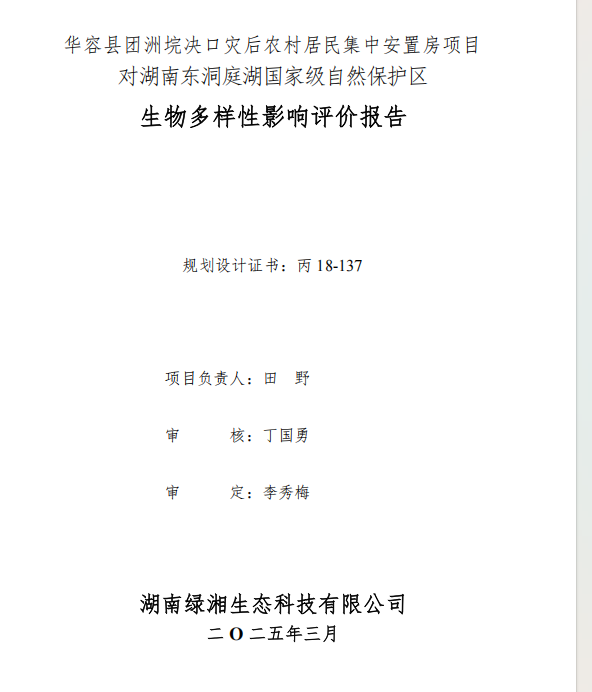 华容县团洲垸决口灾后农村居民集中安置房项目
对湖南东洞庭湖国家级自然保护区
生物多样性影响评价报告
规划设计证书：丙 18-137
项目负责人：田　野
审　　　核：丁国勇
审　　　定：李秀梅
湖南绿湘生态科技有限公司
二 O 二五年三月